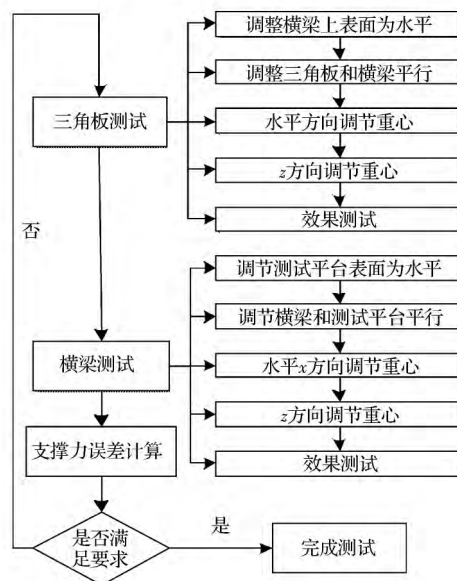 调整横梁上表面为水平
调整三角板和横梁平行
三角板测试
水平方向调节重心
z方向调节重心
效果测试
否
调节测试平台表面为水平
调节横梁和测试平台平行
横梁测试
水平x方向调节重心
z方向调节重心
支撑力误差计算
效果测试
是否满
足要求
是
完成测试